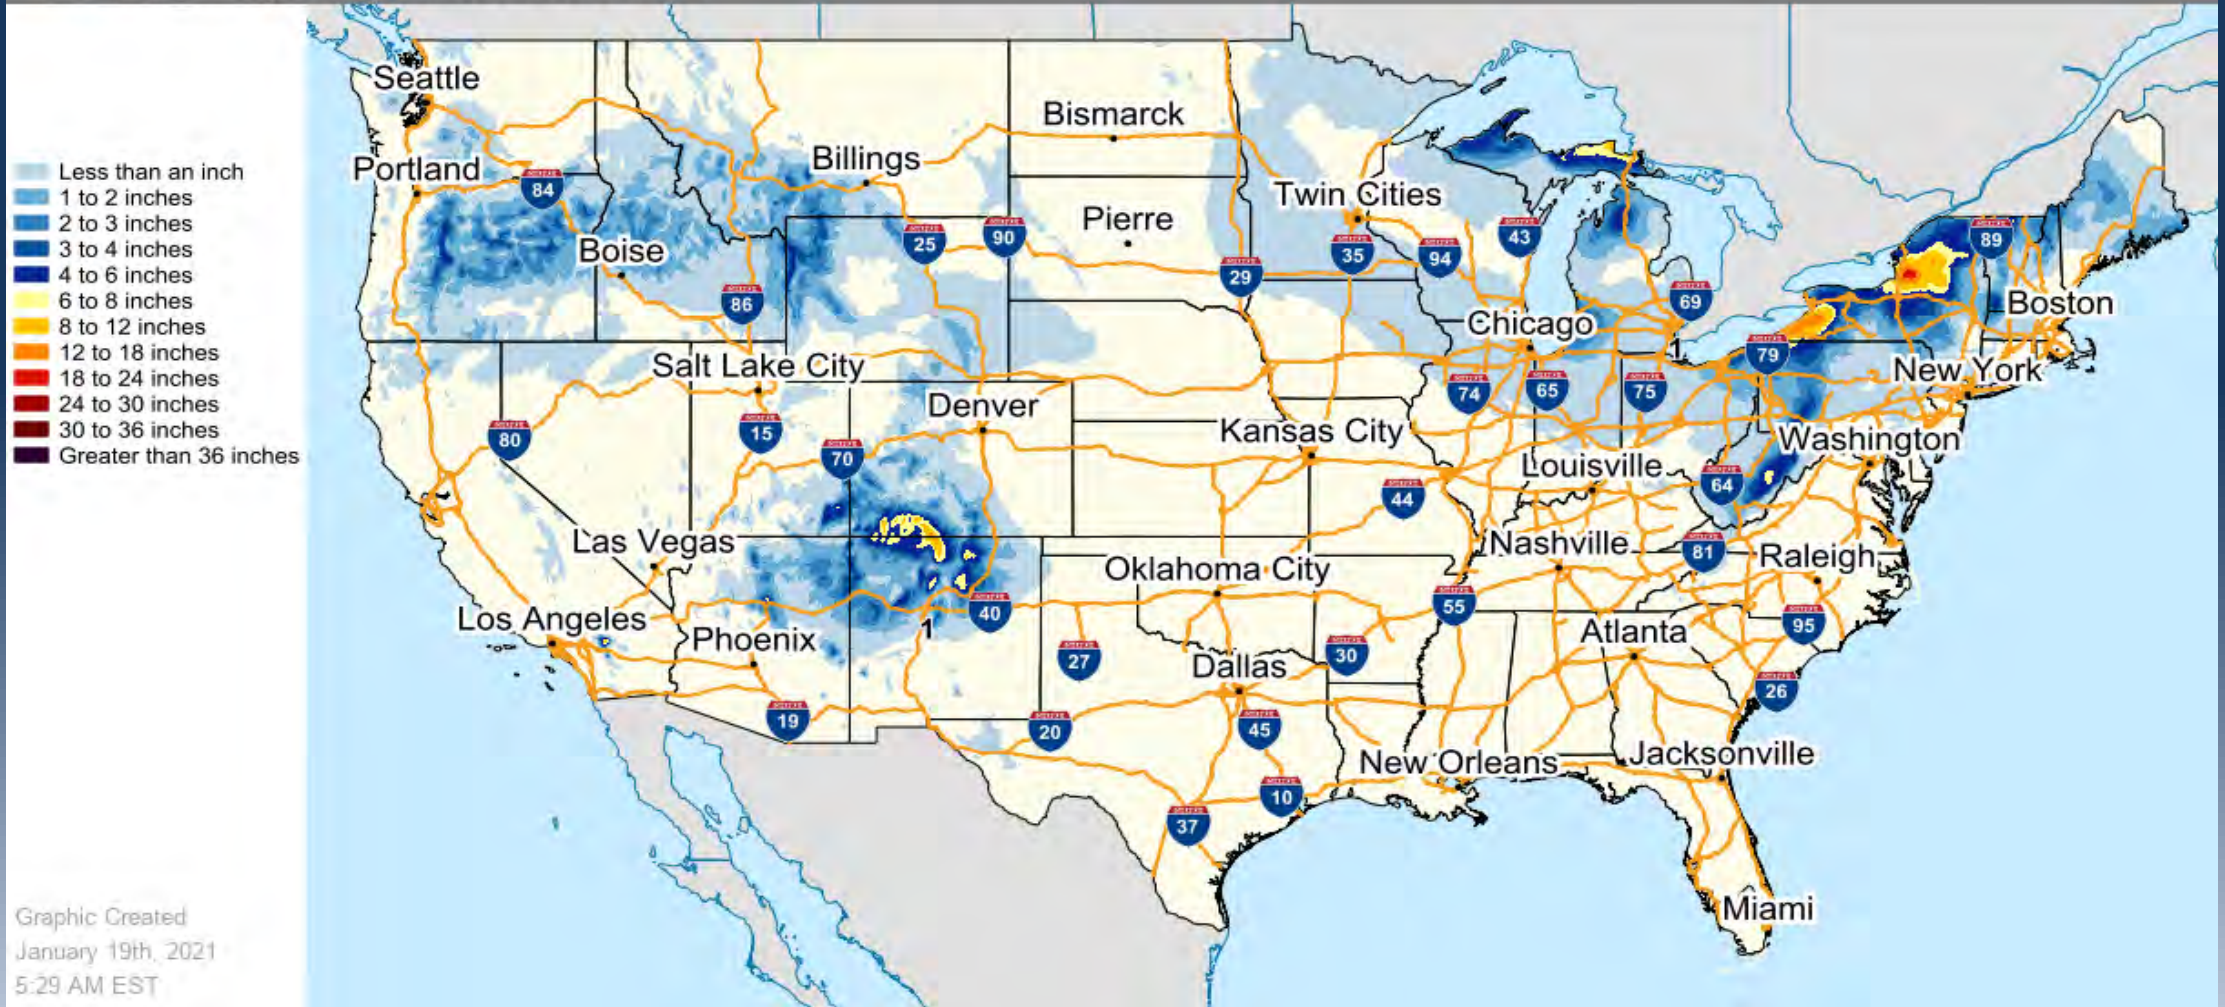 Seattle
Bismarck
Portland
Billings
Twin Cities
Less than an inch
1 to 2 inches
2 to 3 inches
3 to 4 inches
4 to 6 inches
6 to 8 inches
8 to 12 inches
12 to 18 inches
18 to 24 inches
24 to 30 inches
30 to 36 inches
Greater than 36 inches
84
Pierre
Boise
25
90
43
89
35
94
29
86
69
Boston
Chicago
1
79
Salt Lake City
New York
74
65
75
Denver
80
15
Kansas City
Washington
70
Louisville
64
44
Las Vegas
Nashville
81
Raleigh
Oklahoma City
40
55
Los Angeles
1
Phoenix
Atlanta
95
27
30
Dallas
26
19
20
45
New Orleans
Jacksonville
10
37
Miami
Graphic Created
January 19th, 2021
5:29 AM EST